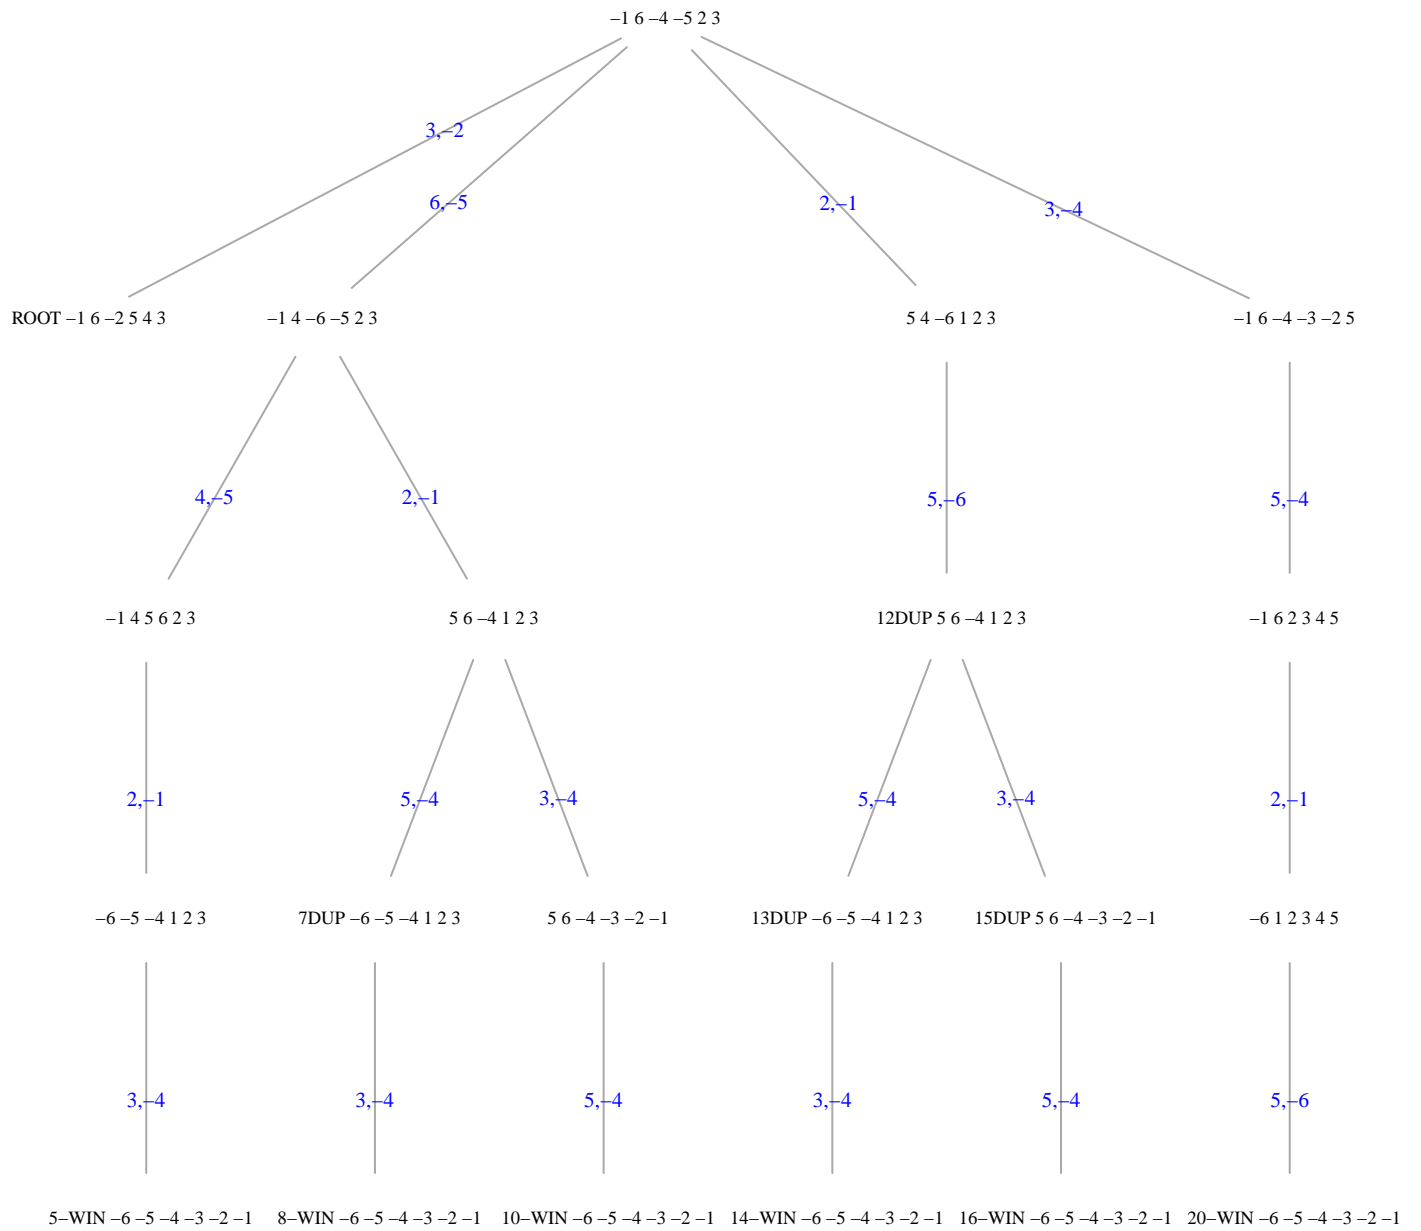 –1 6 –4 –5 2 3
3,–2
6,–5
2,–1
3,–4
ROOT –1 6 –2 5 4 3
–1 4 –6 –5 2 3
5 4 –6 1 2 3
–1 6 –4 –3 –2 5
4,–5
2,–1
5,–6
5,–4
–1 4 5 6 2 3
5 6 –4 1 2 3
12DUP 5 6 –4 1 2 3
–1 6 2 3 4 5
2,–1
5,–4
3,–4
5,–4
3,–4
2,–1
–6 –5 –4 1 2 3
7DUP –6 –5 –4 1 2 3
5 6 –4 –3 –2 –1
13DUP –6 –5 –4 1 2 3
15DUP 5 6 –4 –3 –2 –1
–6 1 2 3 4 5
3,–4
3,–4
5,–4
3,–4
5,–4
5,–6
5–WIN –6 –5 –4 –3 –2 –1
8–WIN –6 –5 –4 –3 –2 –1
10–WIN –6 –5 –4 –3 –2 –1
14–WIN –6 –5 –4 –3 –2 –1
16–WIN –6 –5 –4 –3 –2 –1
20–WIN –6 –5 –4 –3 –2 –1